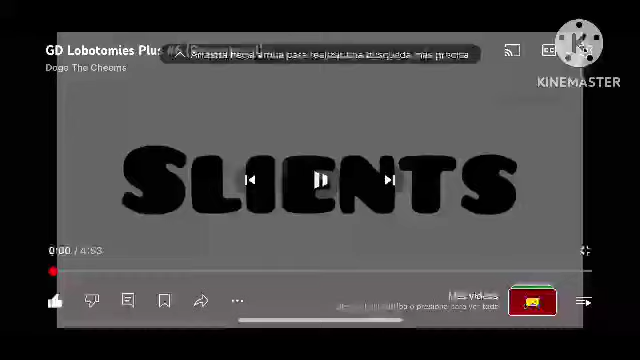 GD Lobotomies Plus #6
Arrastra hacia arriba para realizar una búsqueda más precisa
Doge The Cheems
KINEMASTER
SLIENTS
0:00 / 4:53
Más videos